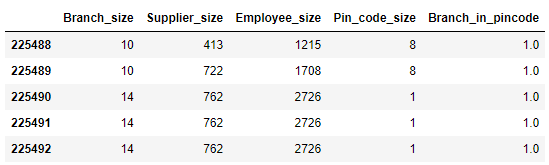 Branch_size Supplier_size Employee_size Pin_code_size Branch_in_pincode
225488 10 413 1215 8 1.0
225489 10 722 1708 8 1.0
225490 14 762 2726 1 1.0
225491 14 762 2726 1 1.0
225492 14 762 2726 1 1.0